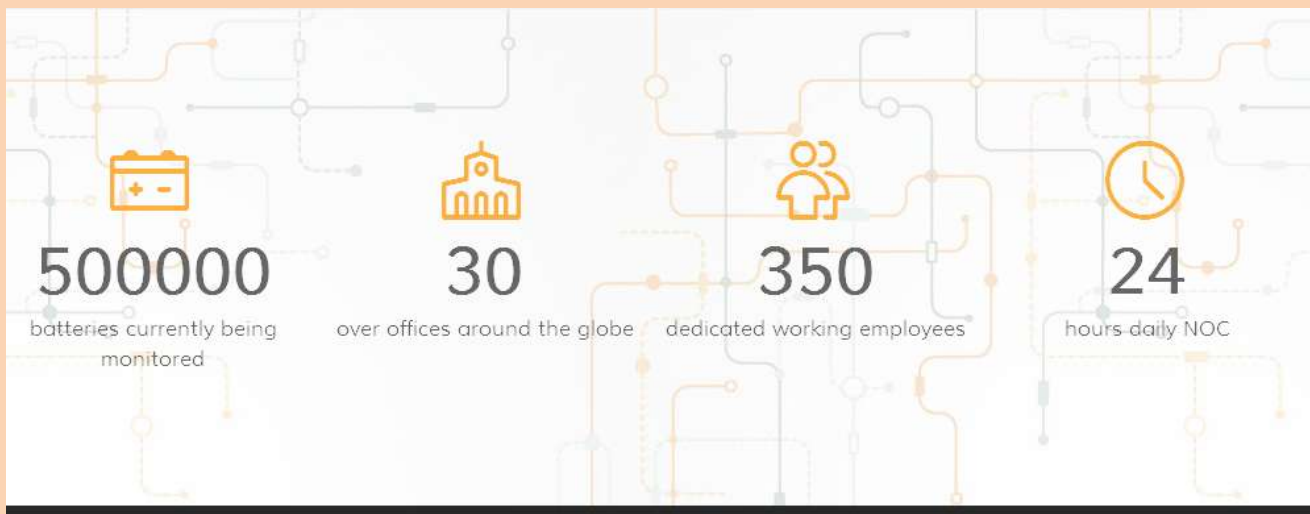 500000
batteries currently being
monitored
30
over offices around the globe
350
dedicated working employees
24
hours daily NOC